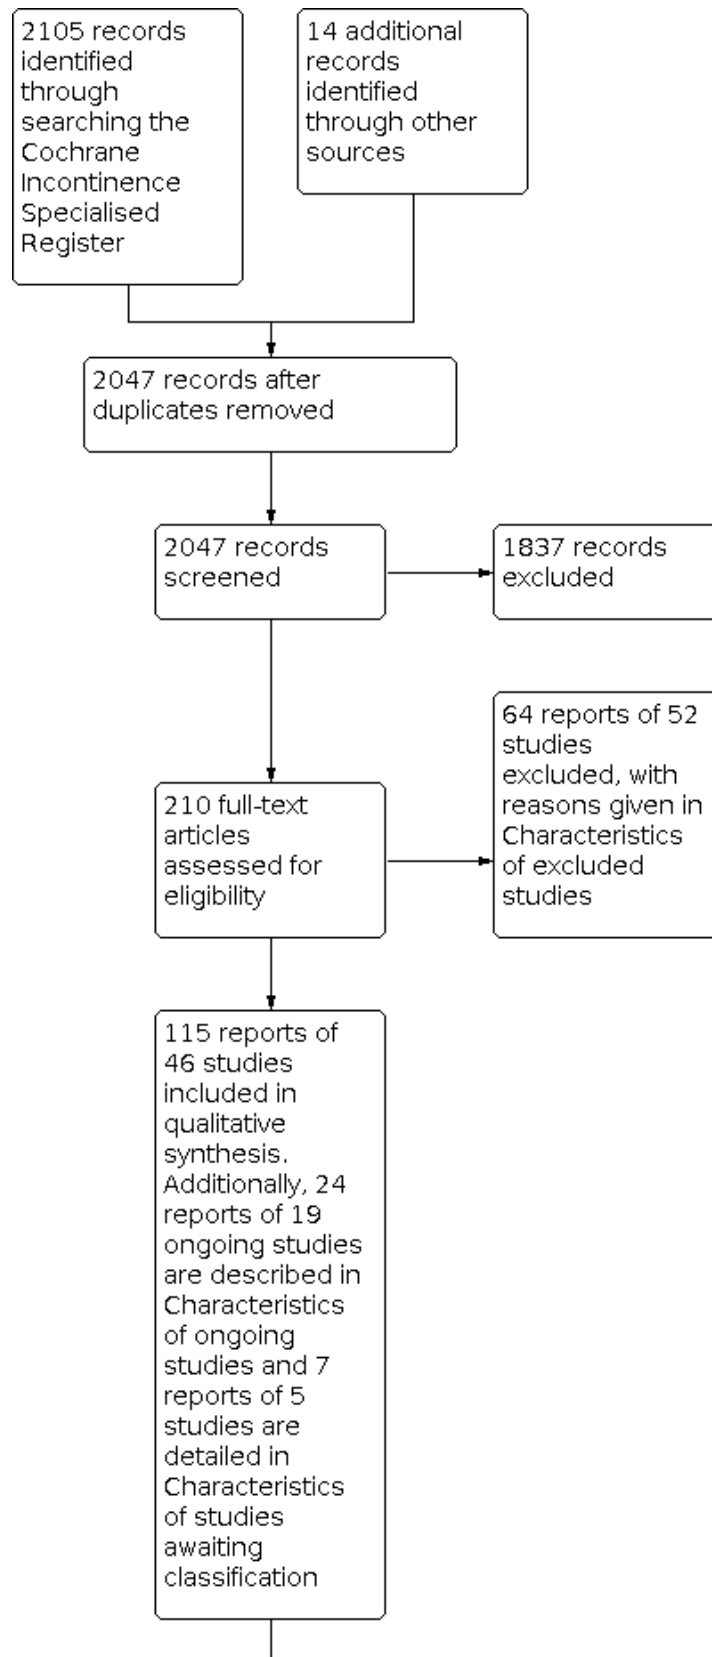 2105 records
identified
through
searching the
Cochrane
Incontinence
Specialised
Register
14 additional
records
identified
through other
sources
2047 records after
duplicates removed
2047 records
screened
1837 records
excluded
210 full-text
articles
assessed for
eligibility
64 reports of 52
studies
excluded, with
reasons given in
Characteristics
of excluded
studies
115 reports of
46 studies
included in
qualitative
synthesis.
Additionally, 24
reports of 19
ongoing studies
are described in
Characteristics
of ongoing
studies and 7
reports of 5
studies are
detailed in
Characteristics
of studies
awaiting
classification